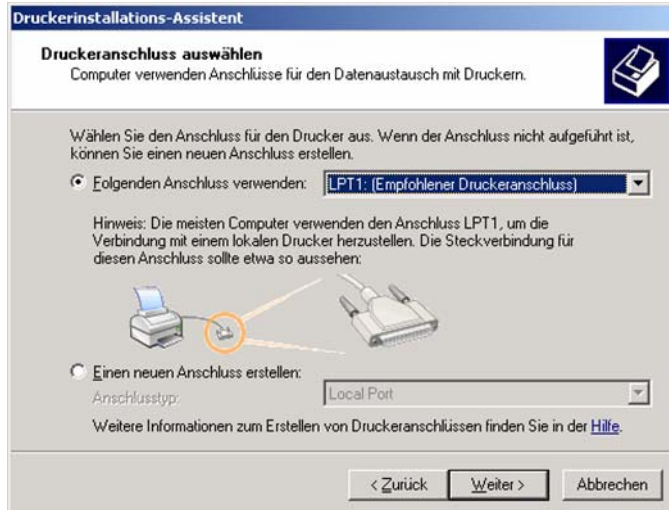 Druckerinstallations-Assistent
Druckeranschluss auswählen
Computer verwenden Anschlüsse für den Datenaustausch mit Druckern.
Wählen Sie den Anschluss für den Drucker aus. Wenn der Anschluss nicht aufgeführt ist,
können Sie einen neuen Anschluss erstellen.
Folgenden Anschluss verwenden: LPT1: (Empfohlener Druckeranschluss)
Hinweis: Die meisten Computer verwenden den Anschluss LPT1, um die
Verbindung mit einem lokalen Drucker herzustellen. Die Steckverbindung für
diesen Anschluss sollte etwa so aussehen:
Einen neuen Anschluss erstellen:
Anschlusstyp: Local Port
Weitere Informationen zum Erstellen von Druckeranschlüssen finden Sie in der Hilfe.
< Zurück Weiter > Abbrechen